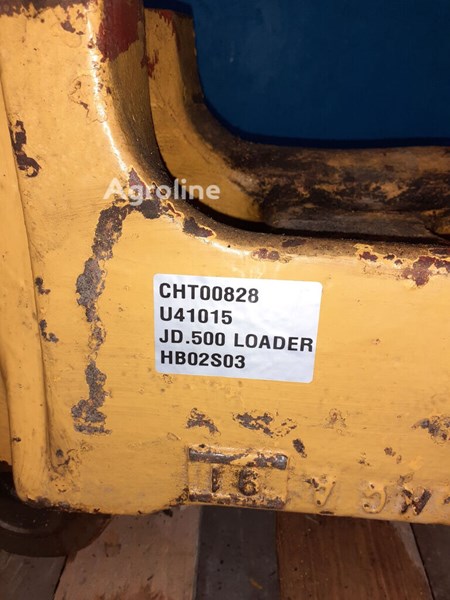 Agroline
CHT00828
U41015
JD.500 LOADER
HB02S03